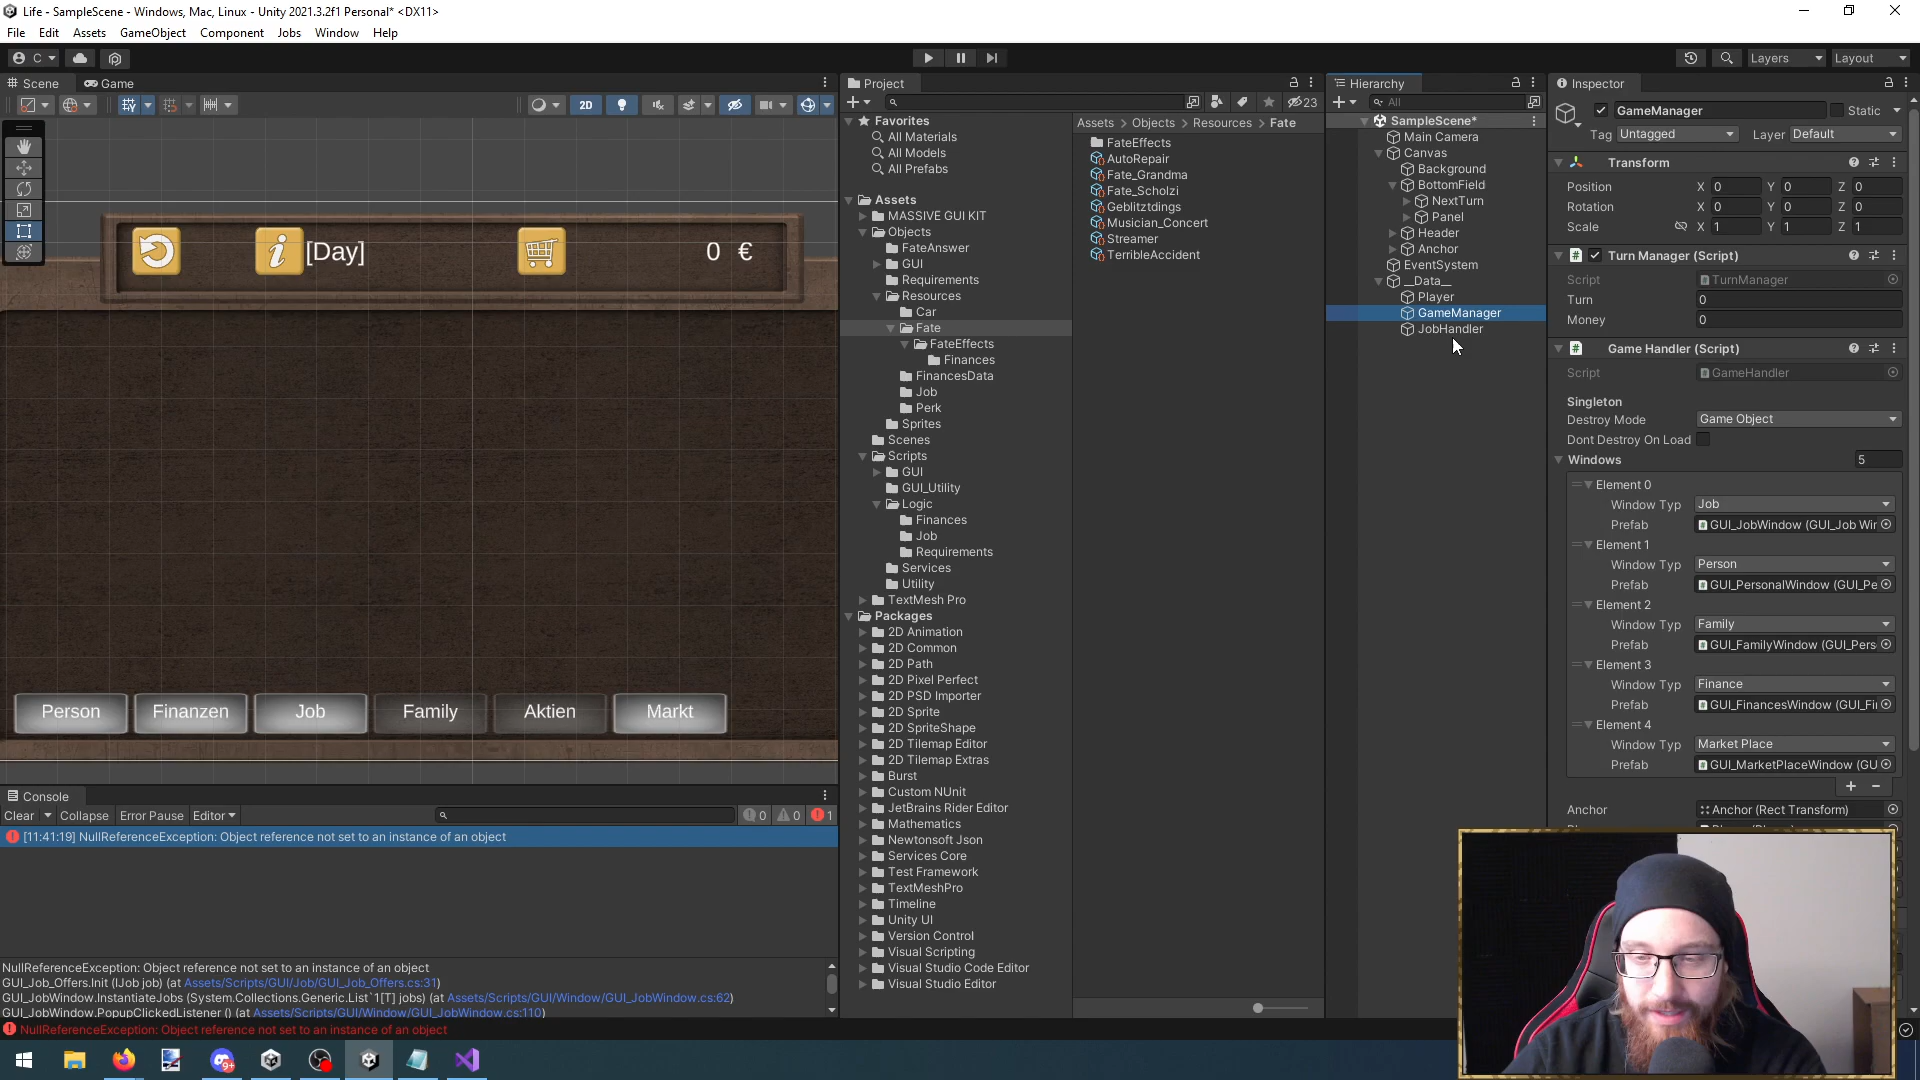 Life - SampleScene - Windows, Mac, Linux - Unity 2021.3.2f1 Personal* <DX11>
File Edit Assets GameObject Component Jobs Window Help
C Layers Layout
Scene Game
2D
[Day] 0 €
Person Finanzen Job Family Aktien Markt
Console
Clear Collapse Error Pause Editor 0 0 1
[11:41:19] NullReferenceException: Object reference not set to an instance of an object
NullReferenceException: Object reference not set to an instance of an object
GUI_Job_Offers.Init (IJob job) (at Assets/Scripts/GUI/Job/GUI_Job_Offers.cs:31)
GUI_JobWindow.InstantiateJobs (System.Collections.Generic.List`1[T] jobs) (at Assets/Scripts/GUI/Window/GUI_JobWindow.cs:62)
GUI_JobWindow.PopupClickedListener () (at Assets/Scripts/GUI/Window/GUI_JobWindow.cs:110)
NullReferenceException: Object reference not set to an instance of an object
Project
23
Favorites
All Materials
All Models
All Prefabs
Assets
MASSIVE GUI KIT
Objects
FateAnswer
GUI
Requirements
Resources
Car
Fate
FateEffects
Finances
FinancesData
Job
Perk
Sprites
Scenes
Scripts
GUI
GUI_Utility
Logic
Finances
Job
Requirements
Services
Utility
TextMesh Pro
Packages
2D Animation
2D Common
2D Path
2D Pixel Perfect
2D PSD Importer
2D Sprite
2D SpriteShape
2D Tilemap Editor
2D Tilemap Extras
Burst
Custom NUnit
JetBrains Rider Editor
Mathematics
Newtonsoft Json
Services Core
Test Framework
TextMeshPro
Timeline
Unity UI
Version Control
Visual Scripting
Visual Studio Code Editor
Visual Studio Editor
Assets > Objects > Resources > Fate
FateEffects
AutoRepair
Fate_Grandma
Fate_Scholzi
Geblitztdings
Musician_Concert
Streamer
TerribleAccident
Hierarchy
All
SampleScene*
Main Camera
Canvas
Background
BottomField
NextTurn
Panel
Header
Anchor
EventSystem
__Data__
Player
GameManager
JobHandler
Inspector
GameManager Static
Tag Untagged Layer Default
Transform
Position X 0 Y 0 Z 0
Rotation X 0 Y 0 Z 0
Scale X 1 Y 1 Z 1
Turn Manager (Script)
Script TurnManager
Turn 0
Money 0
Game Handler (Script)
Script GameHandler
Singleton
Destroy Mode Game Object
Dont Destroy On Load
Windows 5
Element 0
Window Typ Job
Prefab GUI_JobWindow (GUI_Job Wir
Element 1
Window Typ Person
Prefab GUI_PersonalWindow (GUI_Pe
Element 2
Window Typ Family
Prefab GUI_FamilyWindow (GUI_Pers
Element 3
Window Typ Finance
Prefab GUI_FinancesWindow (GUI_Fi
Element 4
Window Typ Market Place
Prefab GUI_MarketPlaceWindow (GU
Anchor Anchor (Rect Transform)
9+